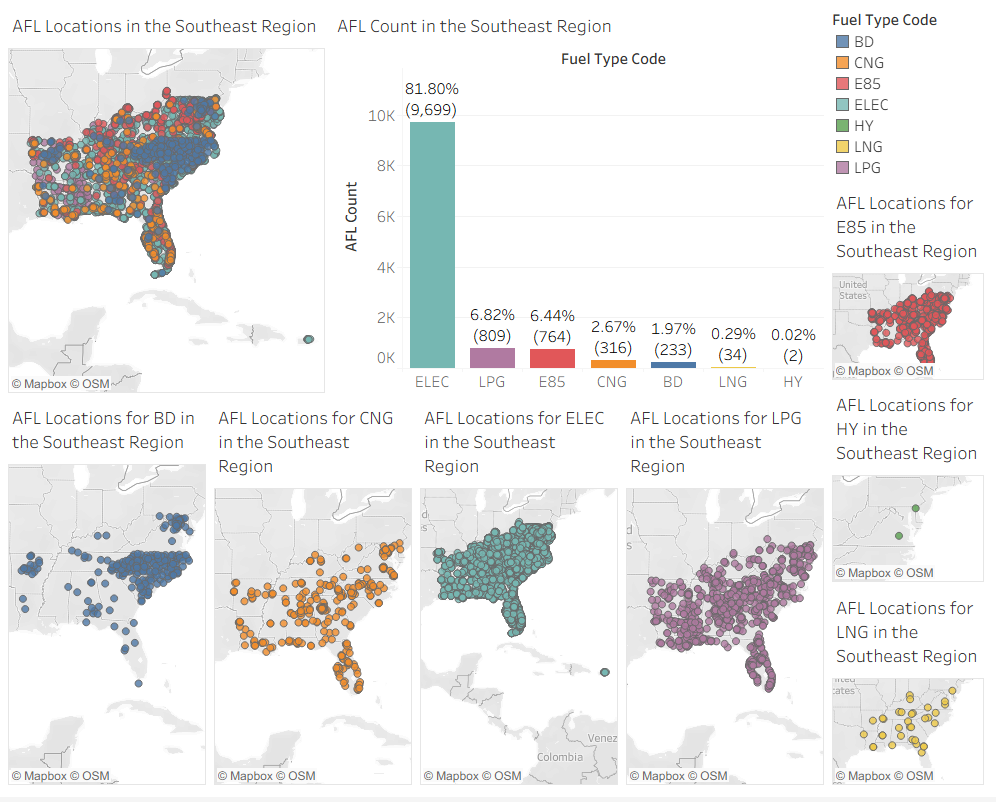 AFL Locations in the Southeast Region
© Mapbox © OSM
AFL Count in the Southeast Region
Fuel Type Code
AFL Count
10K
8K
6K
4K
2K
0K
81.80%
(9,699)
6.82%
(809)
6.44%
(764)
2.67%
(316)
1.97%
(233)
0.29%
(34)
0.02%
(2)
ELEC
LPG
E85
CNG
BD
LNG
HY
Fuel Type Code
BD
CNG
E85
ELEC
HY
LNG
LPG
AFL Locations for
E85 in the
Southeast Region
United
States
© Mapbox © OSM
AFL Locations for BD in
the Southeast Region
© Mapbox © OSM
AFL Locations for CNG
in the Southeast
Region
© Mapbox © OSM
AFL Locations for ELEC
in the Southeast
Region
d
s
Venez
Colombia
© Mapbox © OSM
AFL Locations for LPG
in the Southeast
Region
d
s
© Mapbox © OSM
AFL Locations for
HY in the
Southeast Region
© Mapbox © OSM
AFL Locations for
LNG in the
Southeast Region
ited
ates
© Mapbox © OSM